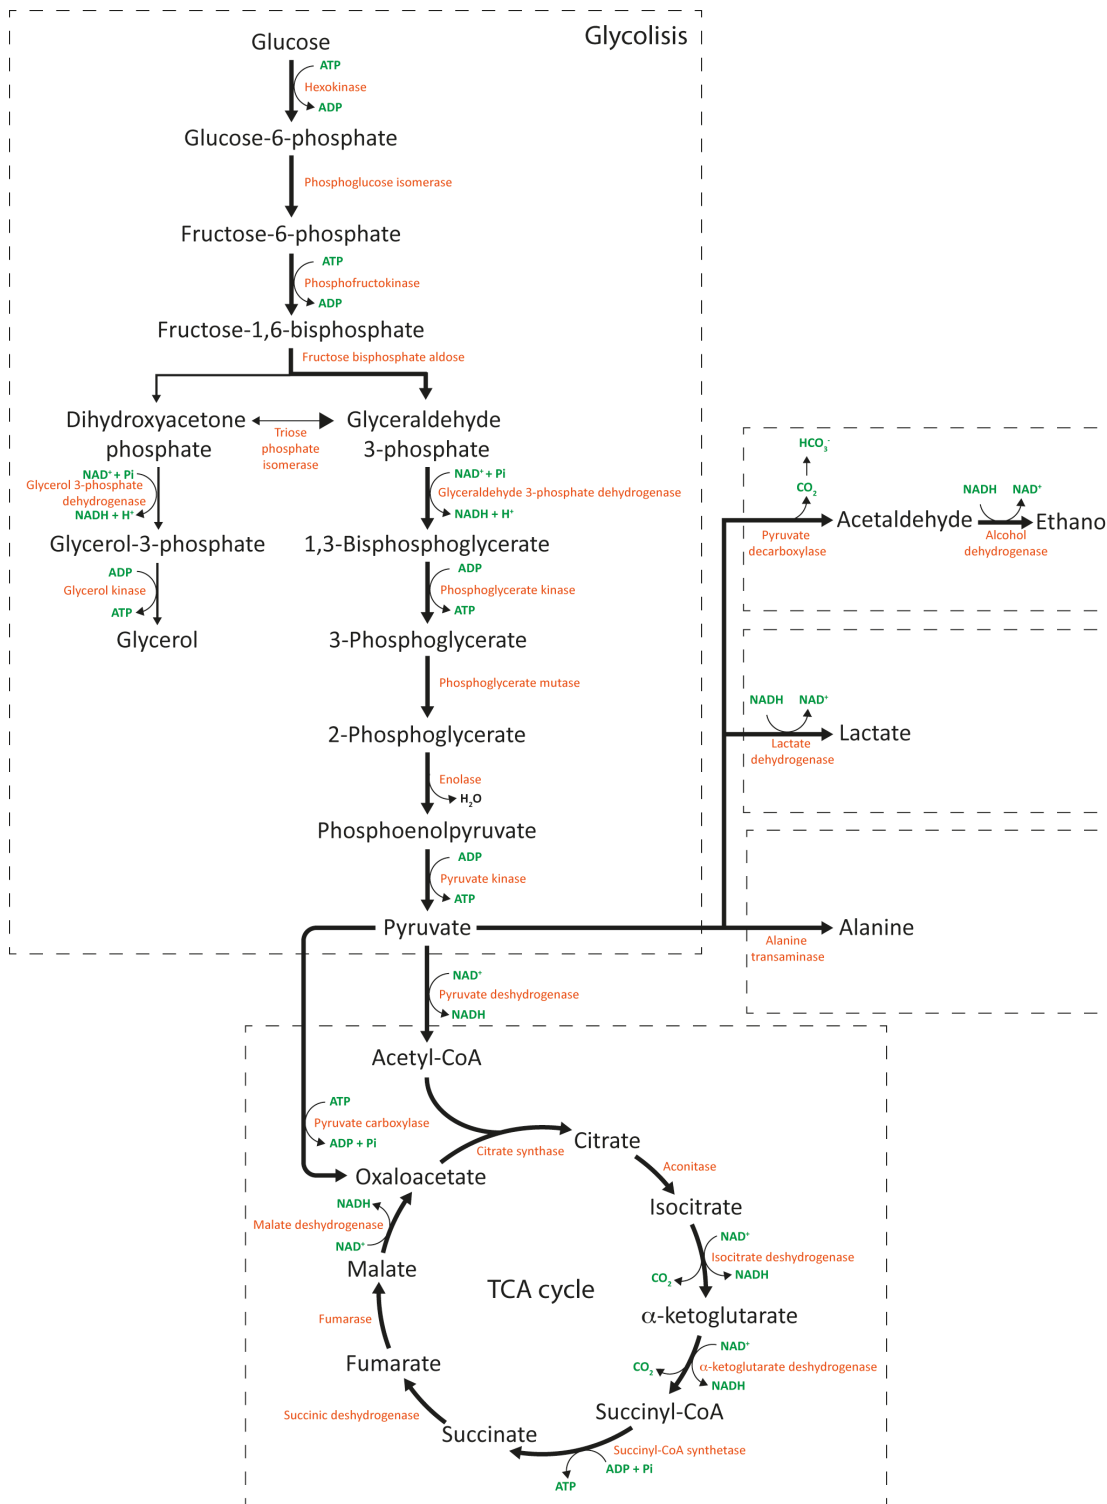 Glycolisis
Glucose
ATP
Hexokinase
ADP
Glucose-6-phosphate
Phosphoglucose isomerase
Fructose-6-phosphate
ATP
Phosphofructokinase
ADP
Fructose-1,6-bisphosphate
Fructose bisphosphate aldose
Dihydroxyacetone
phosphate
Triose
phosphate
isomerase
Glyceraldehyde
3-phosphate
NAD⁺ + Pi
Glycerol 3-phosphate
dehydrogenase
NADH + H⁺
Glycerol-3-phosphate
ADP
Glycerol kinase
ATP
Glycerol
NAD⁺ + Pi
Glyceraldehyde 3-phosphate dehydrogenase
NADH + H⁺
1,3-Bisphosphoglycerate
ADP
Phosphoglycerate kinase
ATP
3-Phosphoglycerate
Phosphoglycerate mutase
2-Phosphoglycerate
Enolase
H₂O
Phosphoenolpyruvate
ADP
Pyruvate kinase
ATP
Pyruvate
HCO₃⁻
CO₂
Pyruvate
decarboxylase
Acetaldehyde
NADH
NAD⁺
Alcohol
dehydrogenase
Ethano
NADH
NAD⁺
Lactate
dehydrogenase
Lactate
Alanine
transaminase
Alanine
NAD⁺
Pyruvate deshydrogenase
NADH
Acetyl-CoA
ATP
Pyruvate carboxylase
ADP + Pi
Oxaloacetate
Citrate synthase
Citrate
Aconitase
Isocitrate
NAD⁺
Isocitrate deshydrogenase
NADH
CO₂
α-ketoglutarate
NAD⁺
α-ketoglutarate deshydrogenase
NADH
CO₂
Succinyl-CoA
Succinyl-CoA synthetase
ADP + Pi
ATP
Succinate
Succinic deshydrogenase
Fumarate
Fumarase
Malate
NAD⁺
Malate deshydrogenase
NADH
TCA cycle